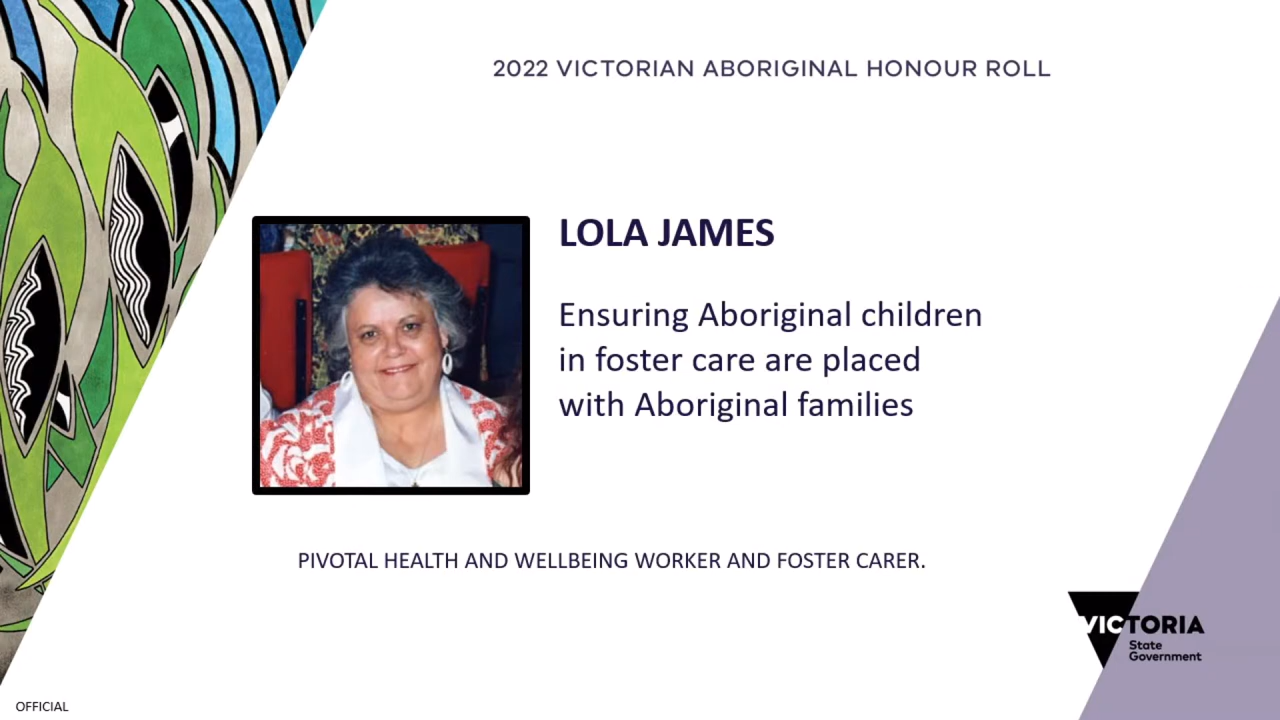 2022 VICTORIAN ABORIGINAL HONOUR ROLL
LOLA JAMES
Ensuring Aboriginal children
in foster care are placed
with Aboriginal families
PIVOTAL HEALTH AND WELLBEING WORKER AND FOSTER CARER.
VICTORIA
State
Government
OFFICIAL